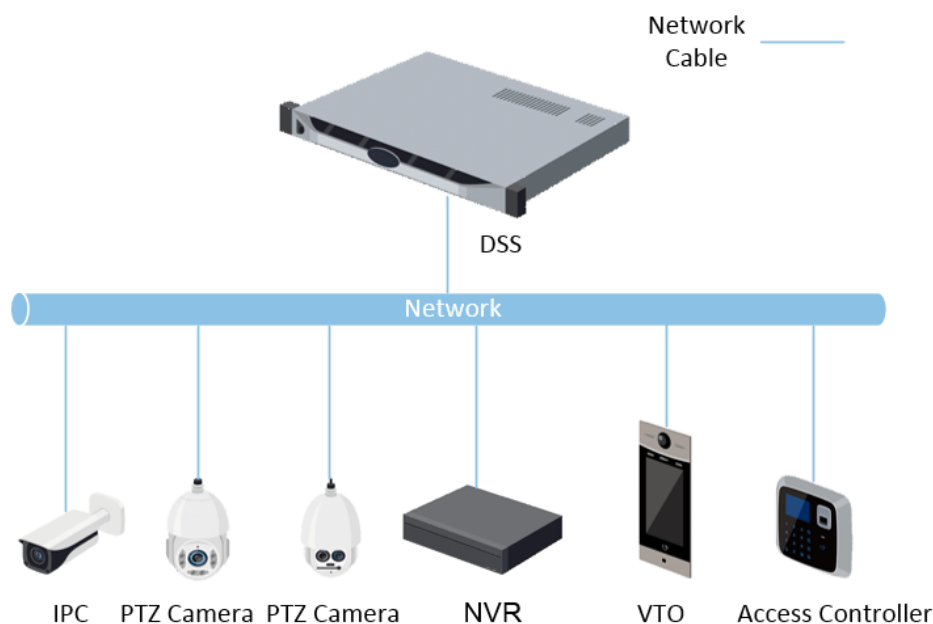 Network
Cable
DSS
Network
IPC
PTZ Camera
PTZ Camera
NVR
VTO
Access Controller